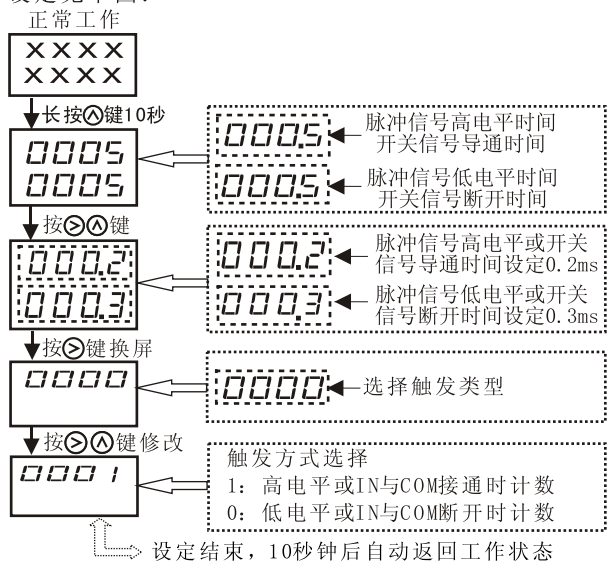 正常工作
XXXX
XXXX
长按键10秒
0005
0005
000.5
脉冲信号高电平时间
开关信号导通时间
000.5
脉冲信号低电平时间
开关信号断开时间
按键
000.2
000.3
000.2
脉冲信号高电平或开关
信号导通时间设定0.2ms
000.3
脉冲信号低电平或开关
信号断开时间设定0.3ms
按键换屏
0000
0000
选择触发类型
按键修改
0001
触发方式选择
1: 高电平或IN与COM接通时计数
0: 低电平或IN与COM断开时计数
设定结束，10秒钟后自动返回工作状态